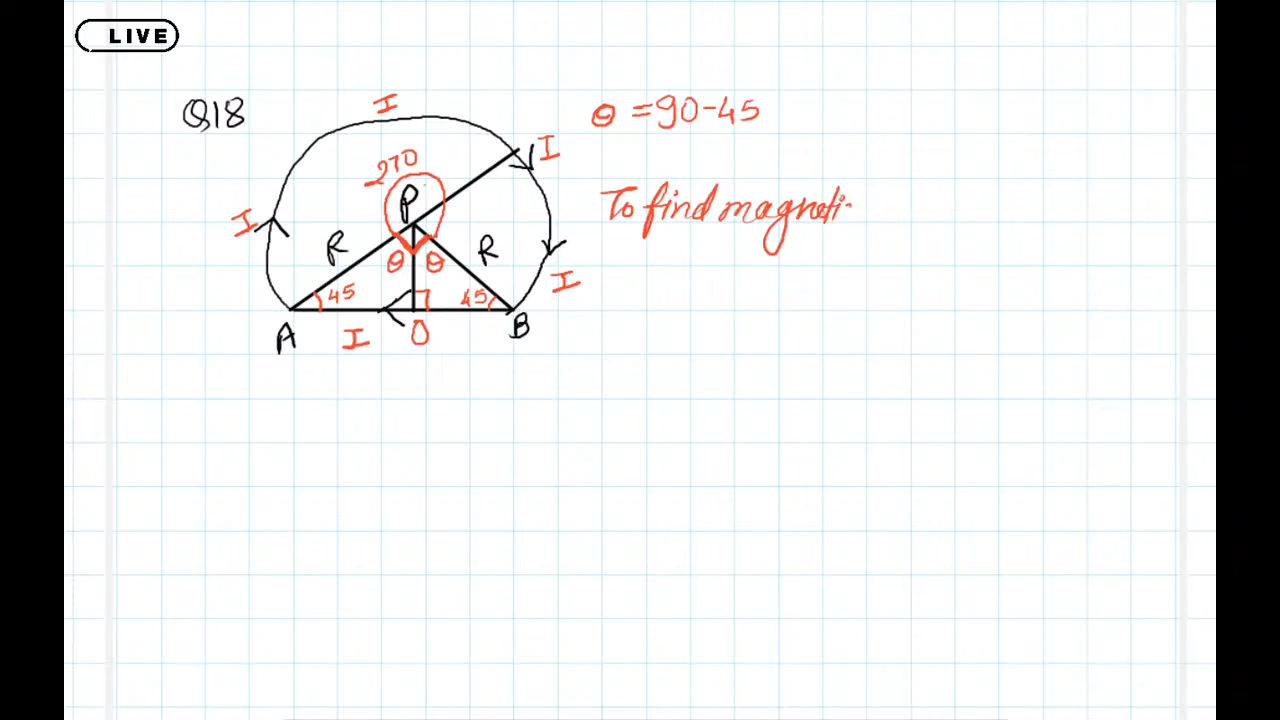 LIVE
Q18
I
θ = 90-45
I
270
To find magneti
P
I
R
R
θ θ
I
45
45
I
O
A
B